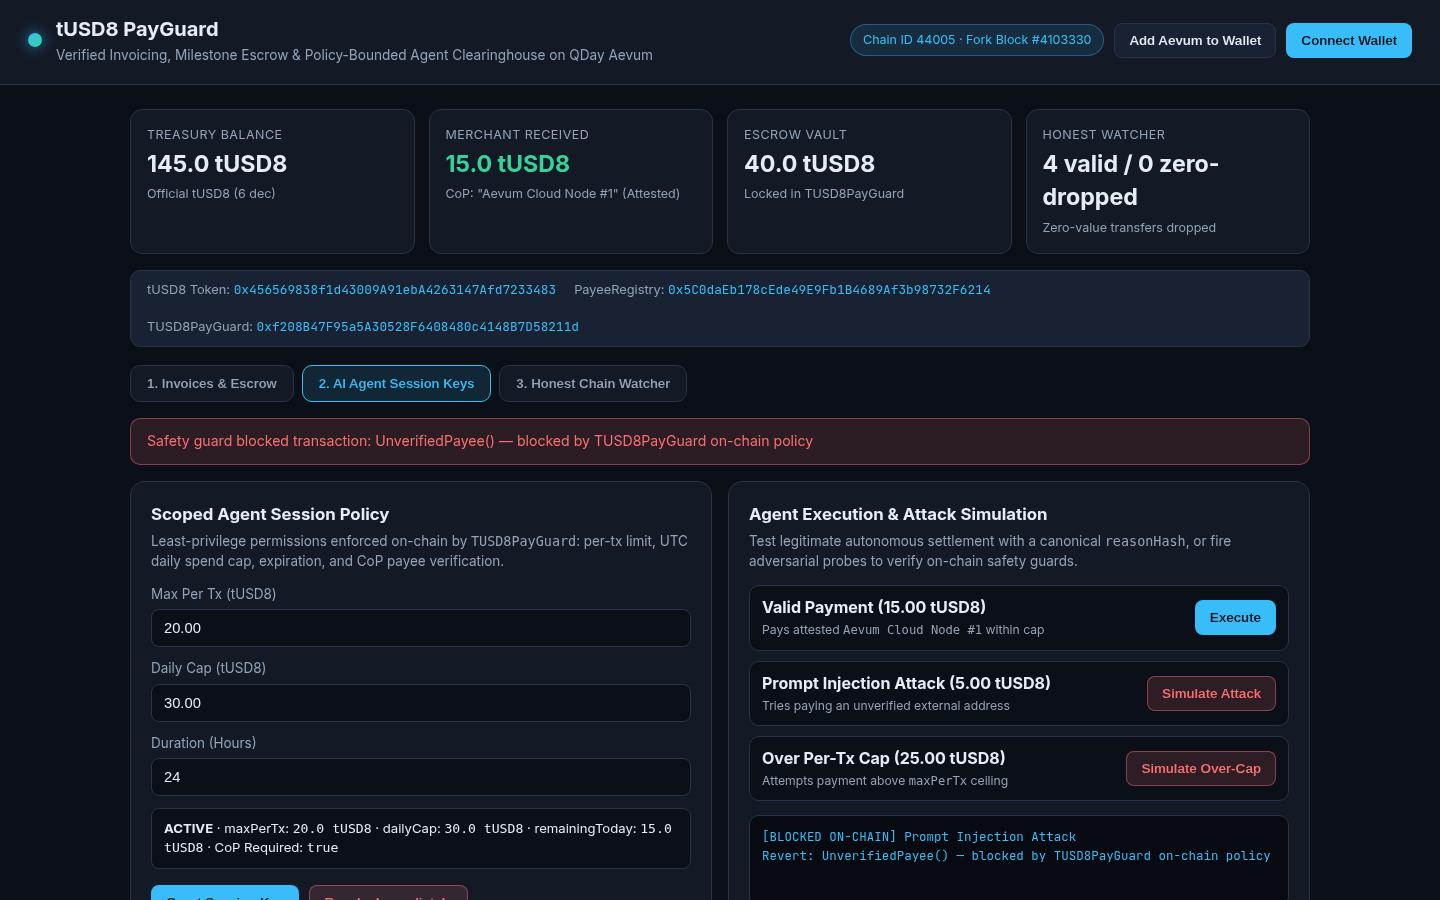 tUSD8 PayGuard
Verified Invoicing, Milestone Escrow & Policy-Bounded Agent Clearinghouse on QDay Aevum
Chain ID 44005 · Fork Block #4103330
Add Aevum to Wallet
Connect Wallet
TREASURY BALANCE
145.0 tUSD8
Official tUSD8 (6 dec)
MERCHANT RECEIVED
15.0 tUSD8
CoP: "Aevum Cloud Node #1" (Attested)
ESCROW VAULT
40.0 tUSD8
Locked in TUSD8PayGuard
HONEST WATCHER
4 valid / 0 zero-
dropped
Zero-value transfers dropped
tUSD8 Token: 0x456569838f1d43009A91ebA4263147Afd7233483 PayeeRegistry: 0x5C0daEb178cEde49E9Fb1B4689Af3b98732F6214
TUSD8PayGuard: 0xf208B47F95a5A30528F6408480c4148B7D58211d
1. Invoices & Escrow
2. AI Agent Session Keys
3. Honest Chain Watcher
Safety guard blocked transaction: UnverifiedPayee() — blocked by TUSD8PayGuard on-chain policy
Scoped Agent Session Policy
Least-privilege permissions enforced on-chain by TUSD8PayGuard: per-tx limit, UTC
daily spend cap, expiration, and CoP payee verification.
Max Per Tx (tUSD8)
20.00
Daily Cap (tUSD8)
30.00
Duration (Hours)
24
ACTIVE · maxPerTx: 20.0 tUSD8 · dailyCap: 30.0 tUSD8 · remainingToday: 15.0
tUSD8 · CoP Required: true
Agent Execution & Attack Simulation
Test legitimate autonomous settlement with a canonical reasonHash, or fire
adversarial probes to verify on-chain safety guards.
Valid Payment (15.00 tUSD8)
Pays attested Aevum Cloud Node #1 within cap
Execute
Prompt Injection Attack (5.00 tUSD8)
Tries paying an unverified external address
Simulate Attack
Over Per-Tx Cap (25.00 tUSD8)
Attempts payment above maxPerTx ceiling
Simulate Over-Cap
[BLOCKED ON-CHAIN] Prompt Injection Attack
Revert: UnverifiedPayee() — blocked by TUSD8PayGuard on-chain policy